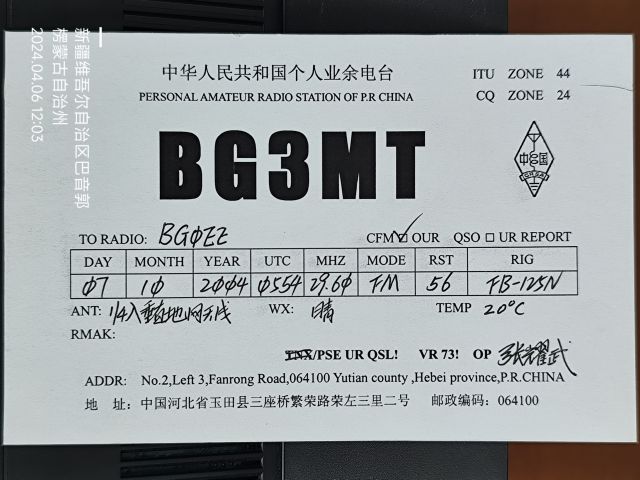 中华人民共和国个人业余电台
ITU ZONE 44
PERSONAL AMATEUR RADIO STATION OF P.R CHINA
CQ ZONE 24
BG3MT
TO RADIO: BGØEZ
CFM ☑ OUR QSO □ UR REPORT
DAY MONTH YEAR UTC MHZ MODE RST RIG
Ø7 1Ø 2ØØ4 Ø554 29.6Ø FM 56 FB-125N
ANT: 1/4λ垂直地网天线 WX: 晴 TEMP 20°C
RMAK:
TNX/PSE UR QSL! VR 73! OP 张耀武
ADDR: No.2,Left 3,Fanrong Road,064100 Yutian county ,Hebei province,P.R.CHINA
地 址: 中国河北省玉田县三座桥繁荣路荣左三里二号 邮政编码: 064100
新疆维吾尔自治区巴音郭
楞蒙古自治州
2024.04.06 12:03